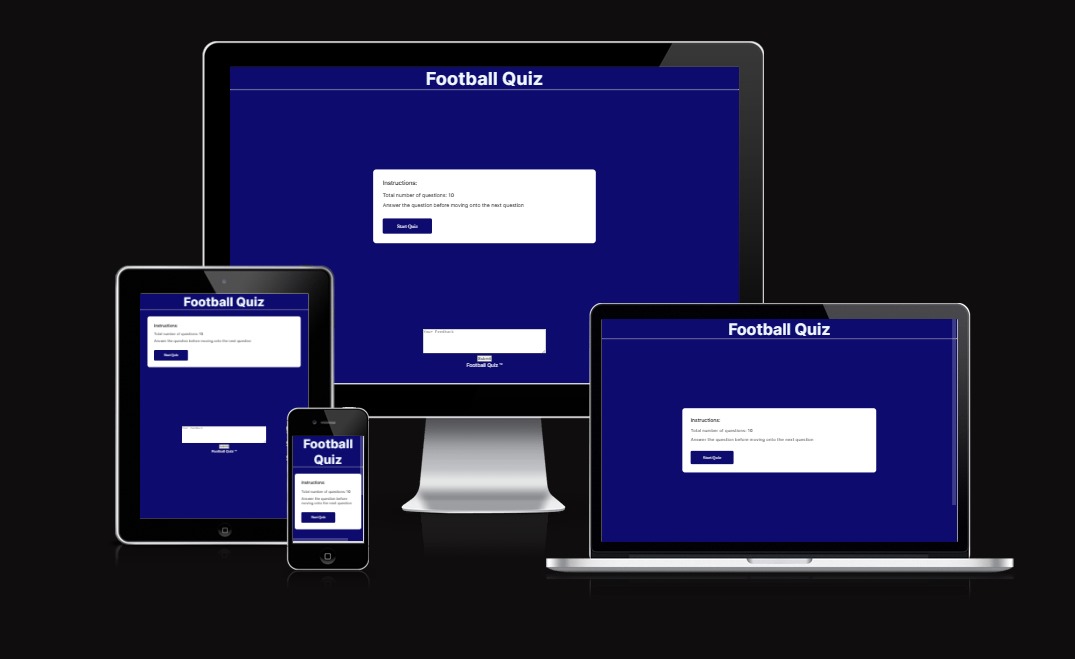 Football Quiz
Instructions:
Total number of questions: 10
Answer the question before moving onto the next question
Start Quiz
Your Feedback
Submit
Football Quiz ™
Football Quiz
Instructions:
Total number of questions: 10
Answer the question before moving onto the next question
Start Quiz
Your Feedback
Submit
Football Quiz ™
Football
Quiz
Instructions:
Total number of questions: 10
Answer the question before
moving onto the next question
Start Quiz
Football Quiz
Instructions:
Total number of questions: 10
Answer the question before moving onto the next question
Start Quiz